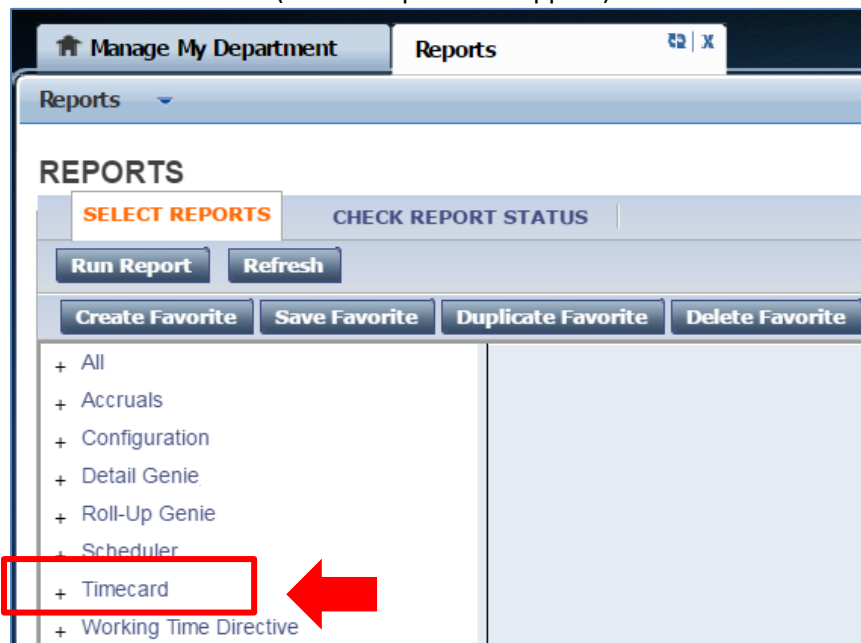 Manage My Department Reports
Reports
REPORTS
SELECT REPORTS CHECK REPORT STATUS
Run Report Refresh
Create Favorite Save Favorite Duplicate Favorite Delete Favorite
+ All
+ Accruals
+ Configuration
+ Detail Genie
+ Roll-Up Genie
+ Scheduler
+ Timecard
+ Working Time Directive